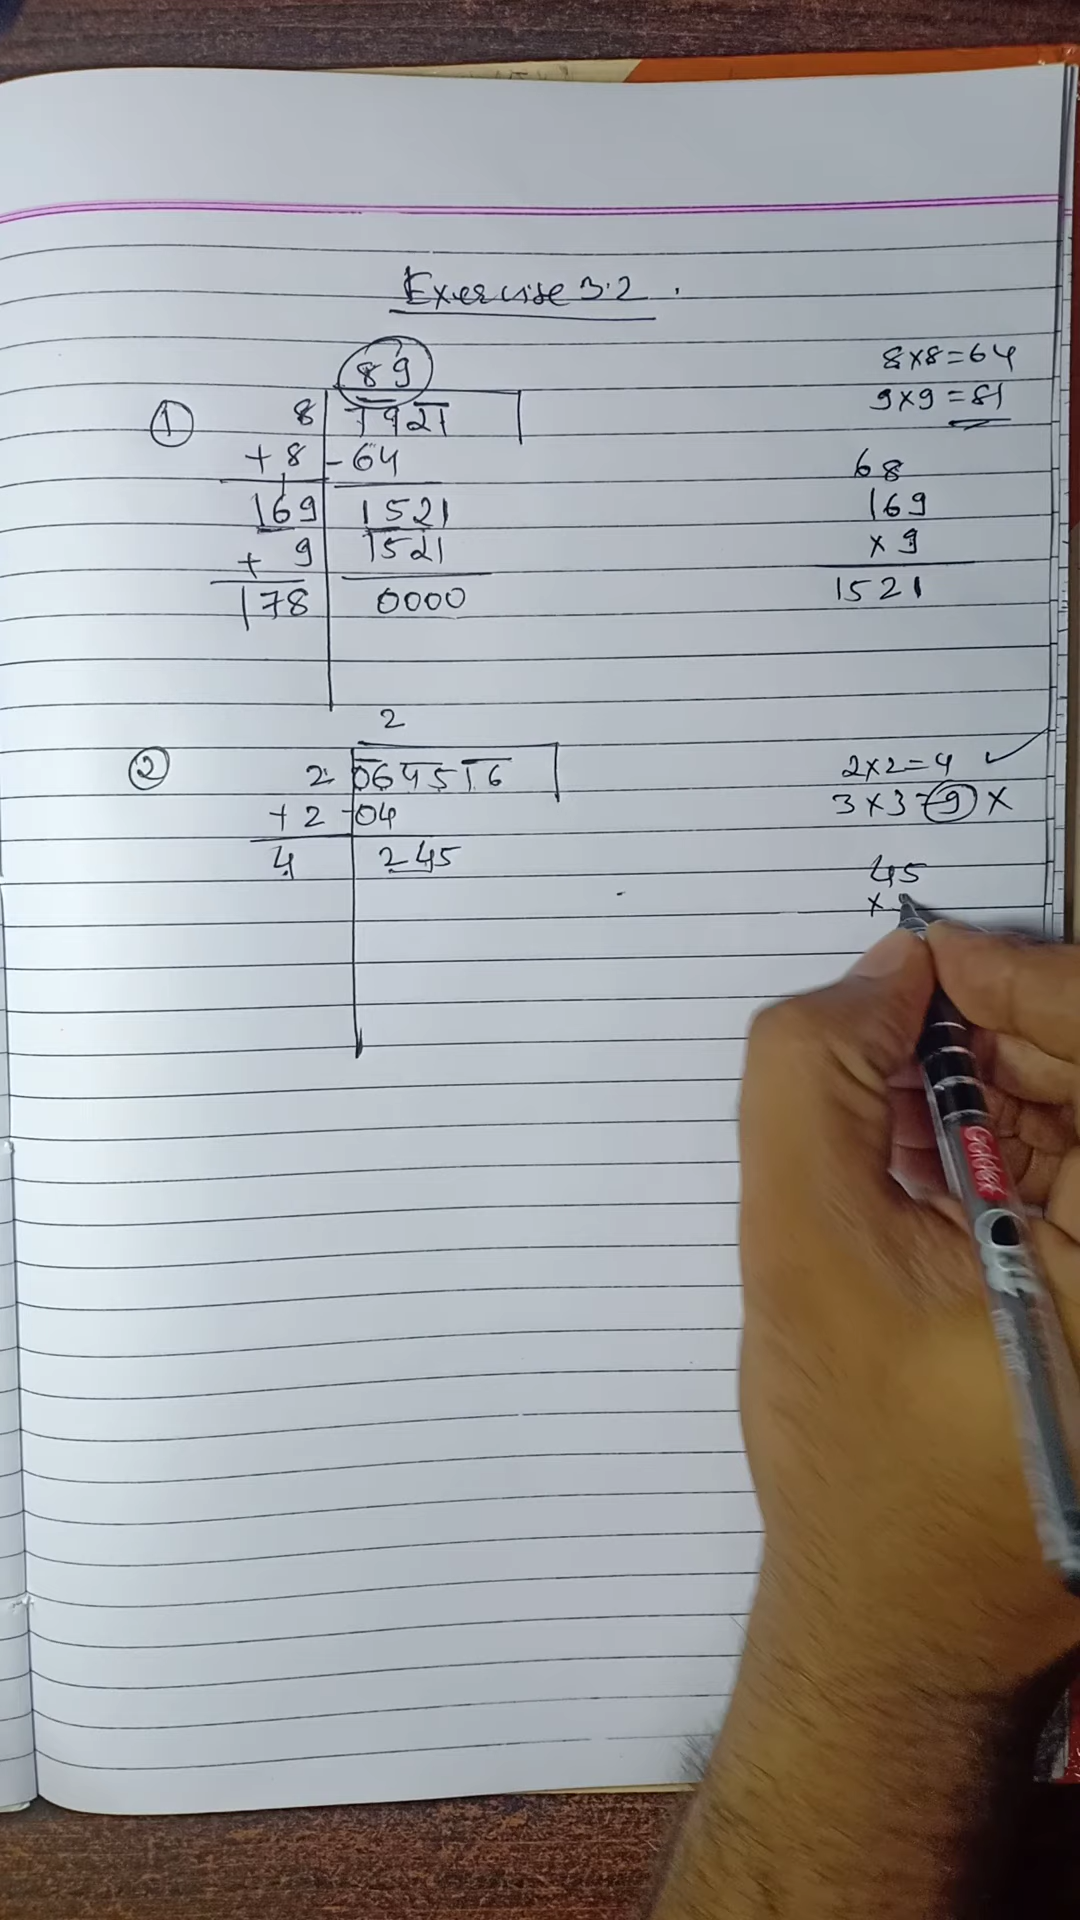 Exercise 3.2 .
89
1 8 7921
+ 8 - 64
169 1521
+ 9 1521
178 0000
8×8=64
9×9=81
68
169
× 9
1521
2
2 2 064516
+ 2 - 04
4 245
2×2=4 ✓
3×3=9 ×
45
×